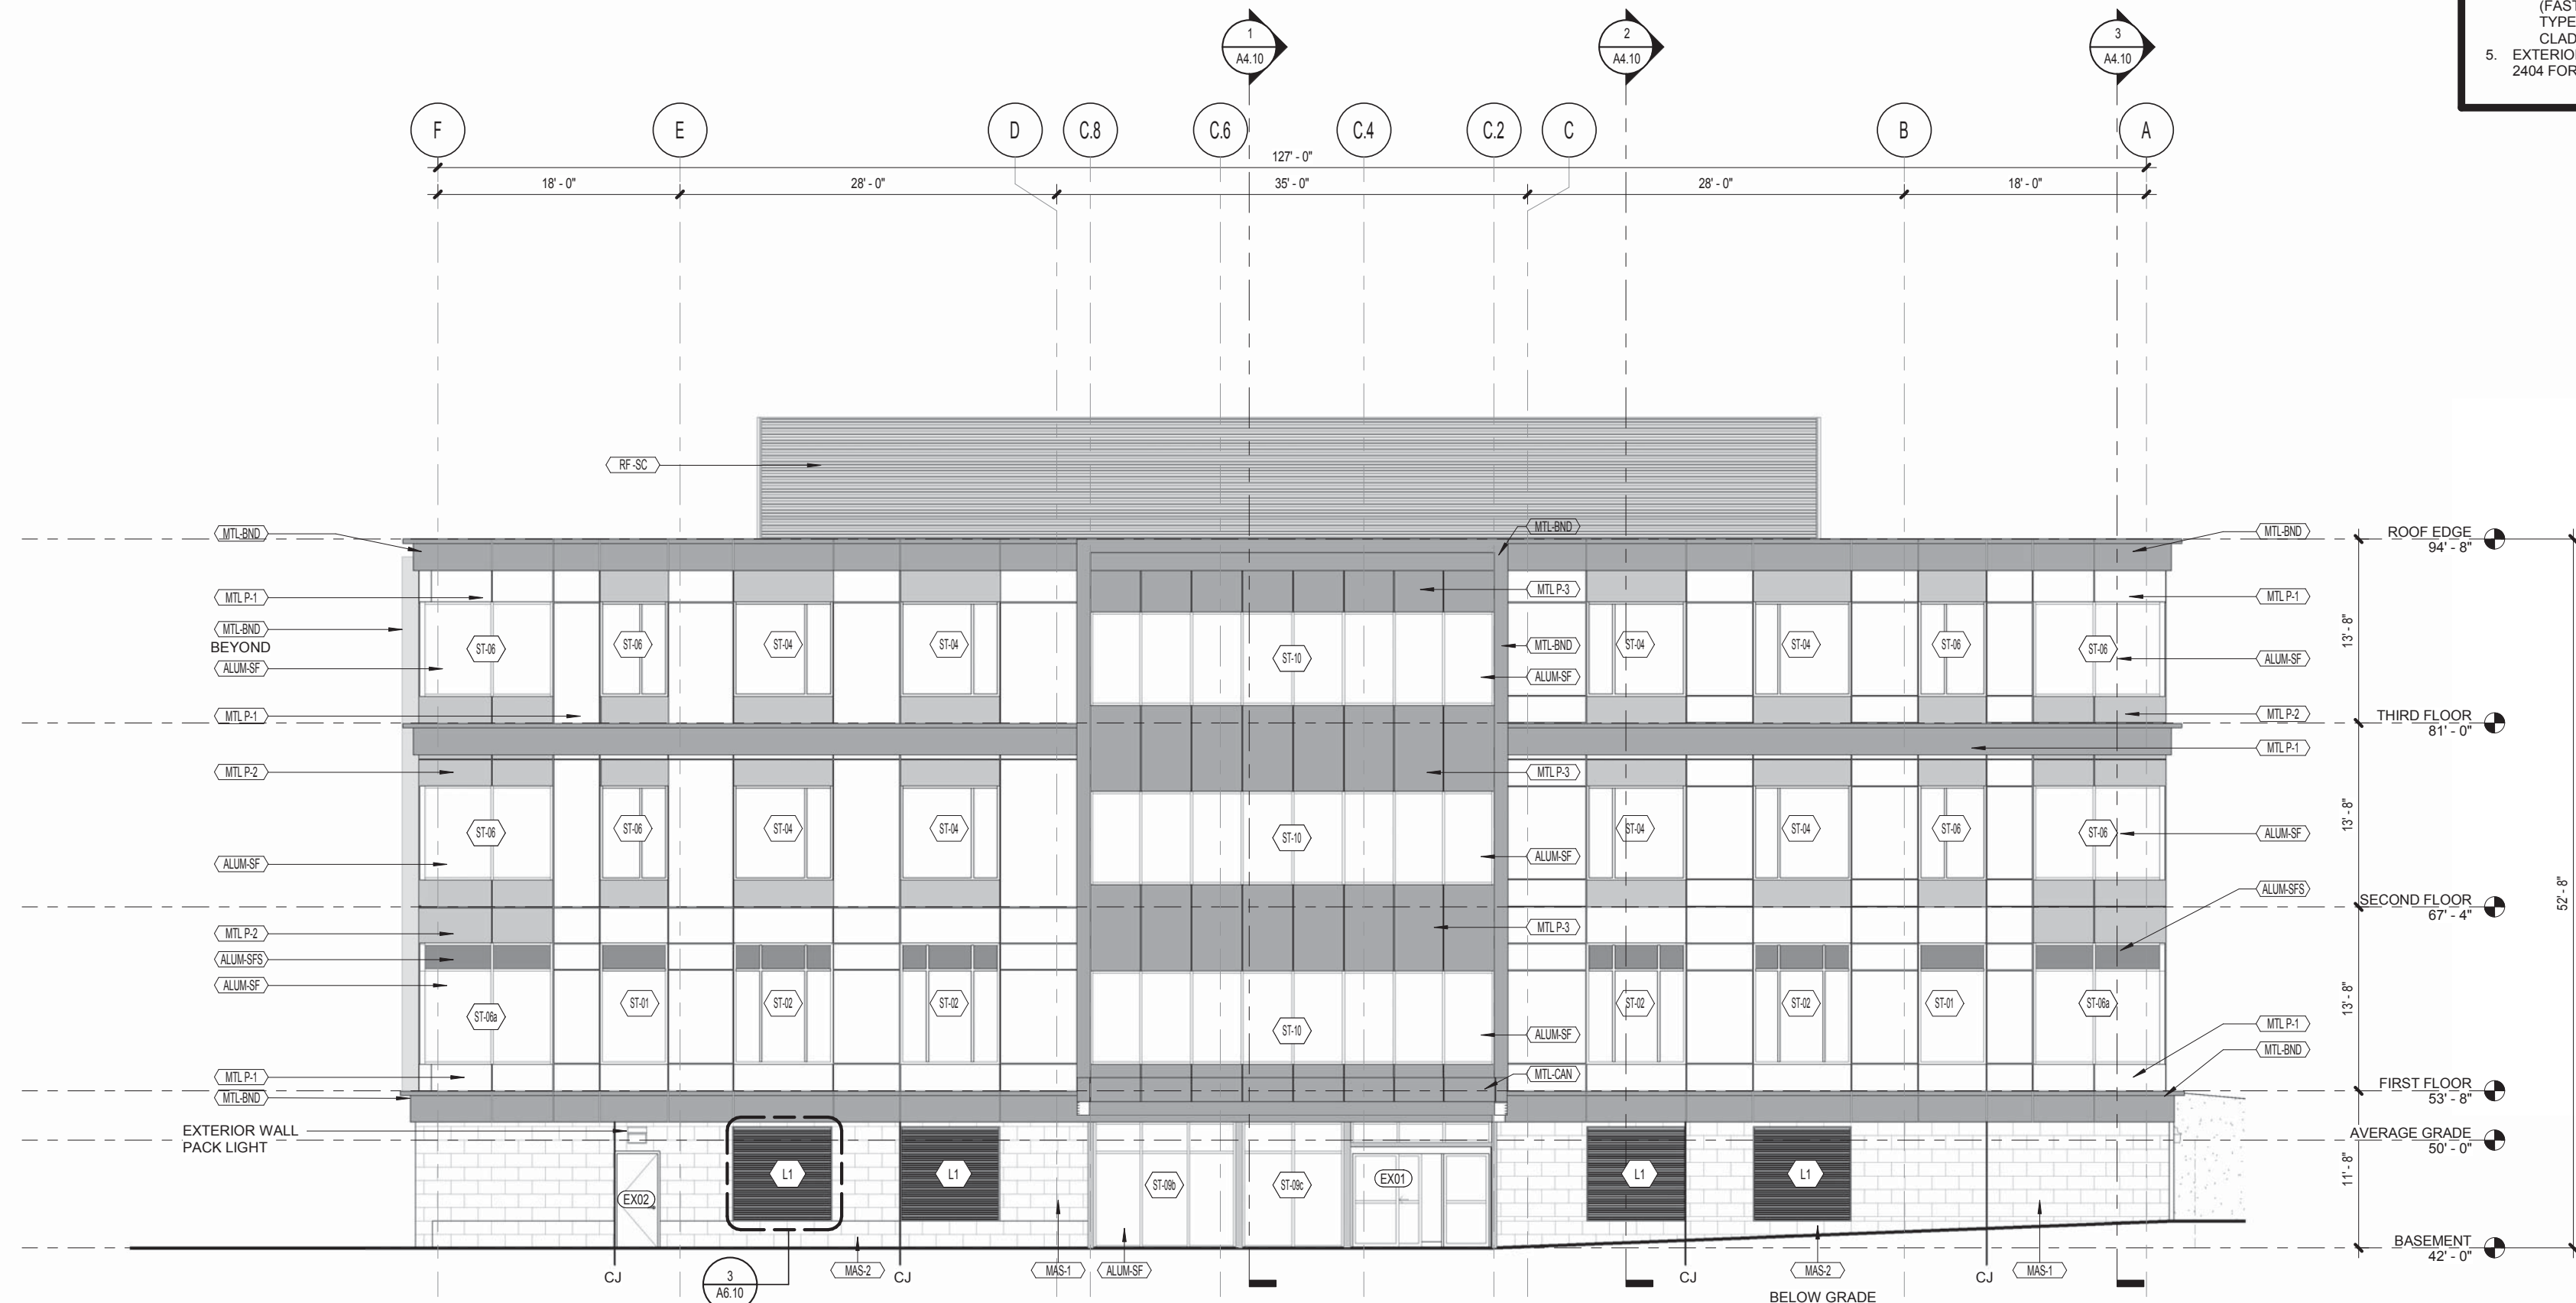 (FAST
TYPE
CLAD
5. EXTERIO
2404 FOR
1
A4.10
2
A4.10
3
A4.10
F
E
D
C.8
C.6
C.4
C.2
C
B
A
127' - 0"
18' - 0"
28' - 0"
35' - 0"
28' - 0"
18' - 0"
RF -SC
MTL-BND
MTL-BND
MTL-BND
ROOF EDGE
94' - 8"
MTL P-1
MTL P-3
MTL P-1
MTL-BND
BEYOND
ALUM-SF
ST-06
ST-06
ST-04
ST-04
ST-10
MTL-BND
ALUM-SF
ST-04
ST-04
ST-06
ST-06
ALUM-SF
13' - 8"
MTL P-1
MTL P-2
THIRD FLOOR
81' - 0"
MTL P-1
MTL P-2
MTL P-3
ST-06
ST-06
ST-04
ST-04
ST-10
ST-04
ST-04
ST-06
ST-06
ALUM-SF
13' - 8"
ALUM-SF
ALUM-SF
ALUM-SFS
SECOND FLOOR
67' - 4"
52' - 8"
MTL P-2
MTL P-3
ALUM-SFS
ALUM-SF
ST-06a
ST-01
ST-02
ST-02
ST-10
ST-02
ST-02
ST-01
ST-06a
13' - 8"
ALUM-SF
MTL P-1
MTL-BND
MTL P-1
MTL-CAN
MTL-BND
FIRST FLOOR
53' - 8"
EXTERIOR WALL
PACK LIGHT
AVERAGE GRADE
50' - 0"
EX02
L1
L1
ST-09b
ST-09c
EX01
L1
L1
11' - 8"
BASEMENT
42' - 0"
CJ
3
A6.10
MAS-2
CJ
MAS-1
ALUM-SF
CJ
MAS-2
CJ
MAS-1
BELOW GRADE